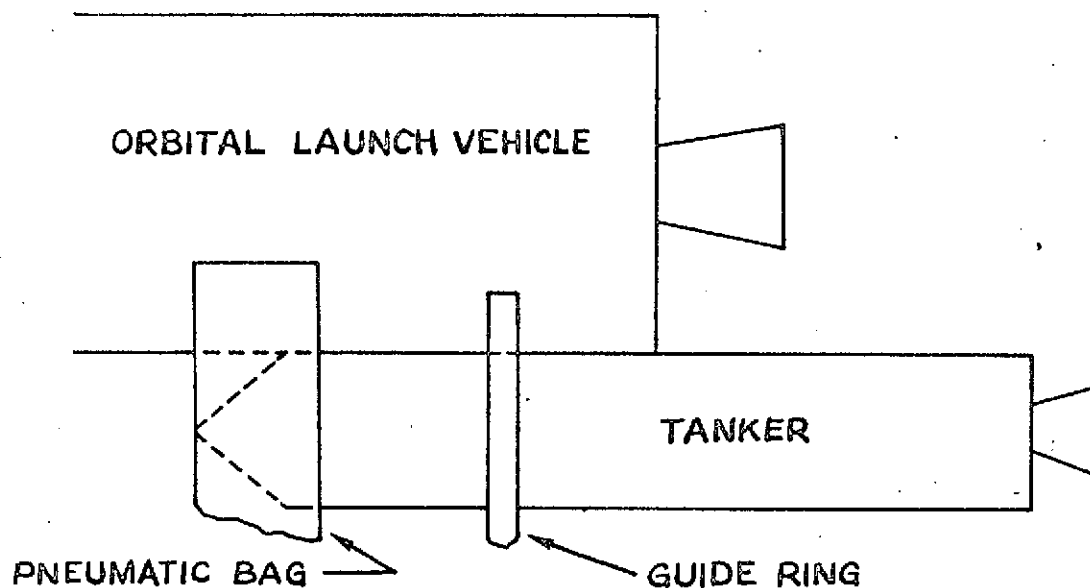 ORBITAL LAUNCH VEHICLE
TANKER
PNEUMATIC BAG
GUIDE RING